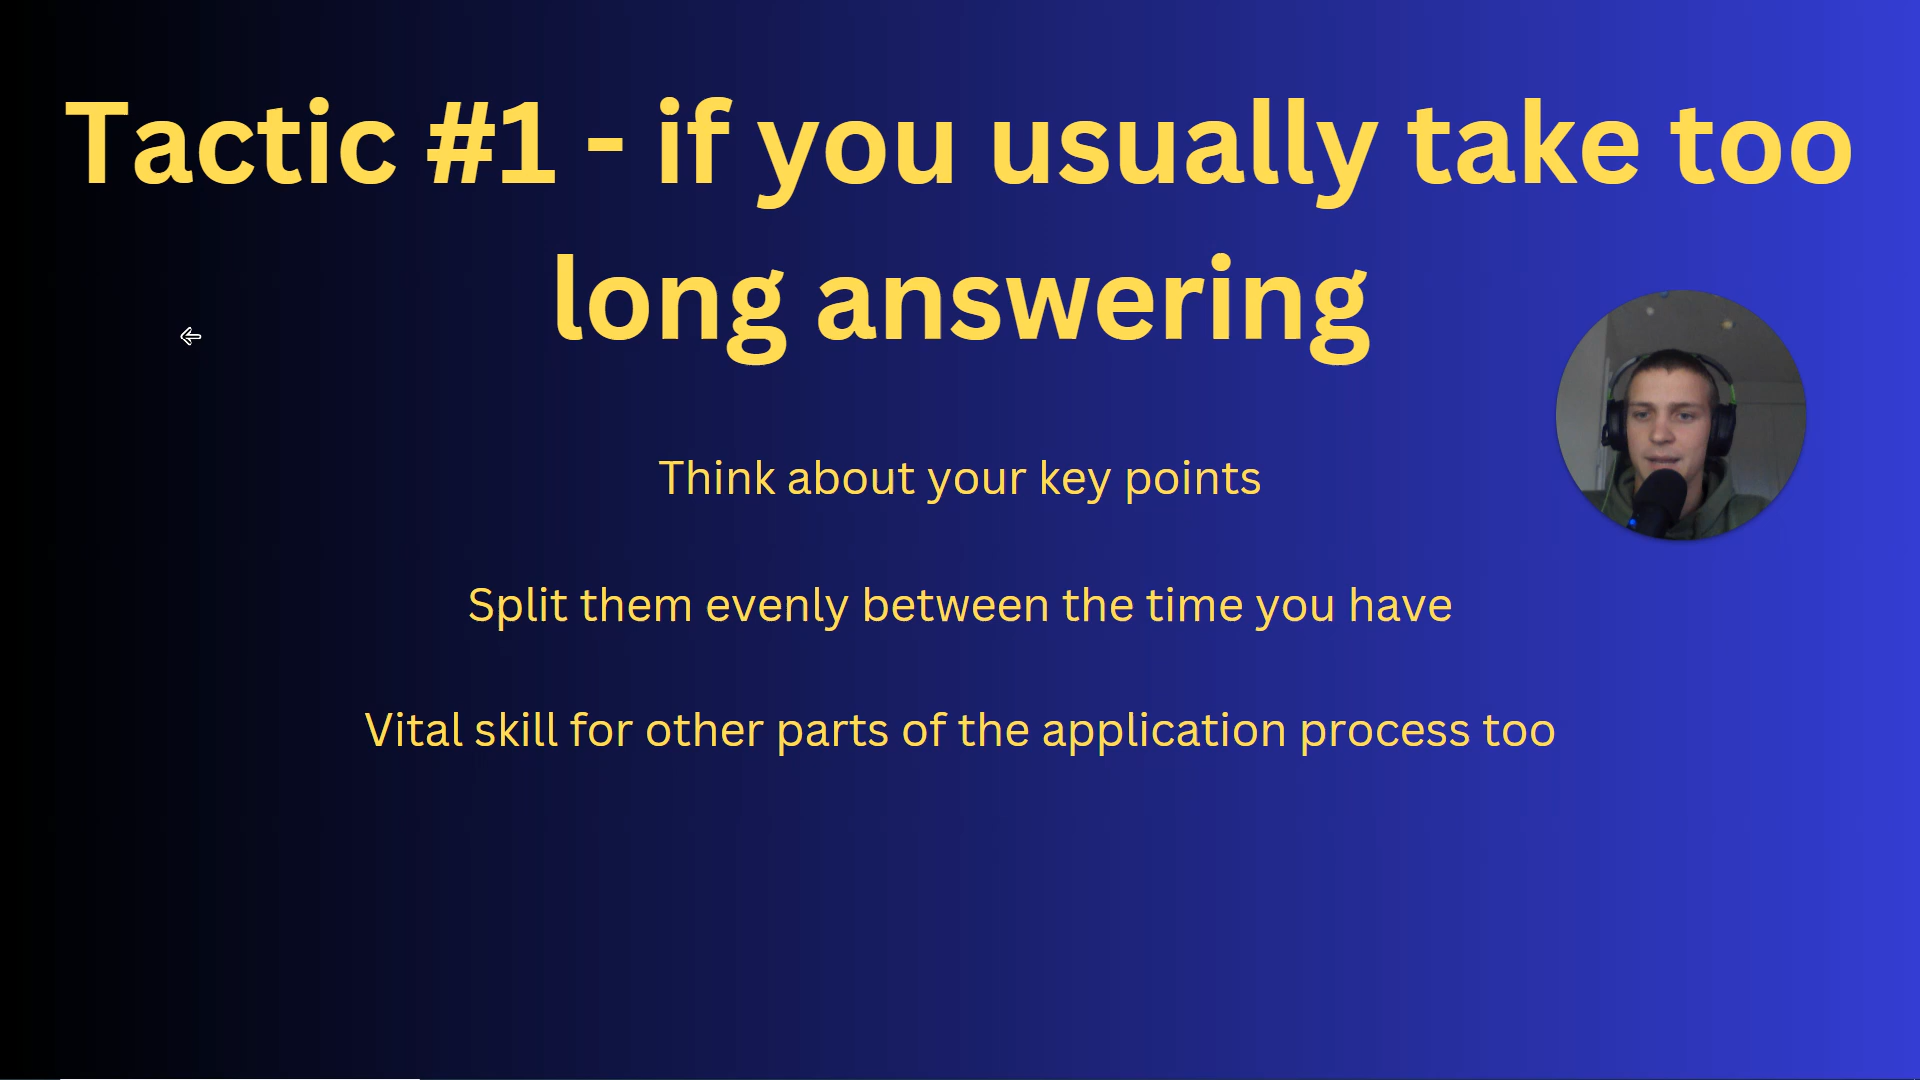 Tactic #1 - if you usually take too
long answering
Think about your key points
Split them evenly between the time you have
Vital skill for other parts of the application process too